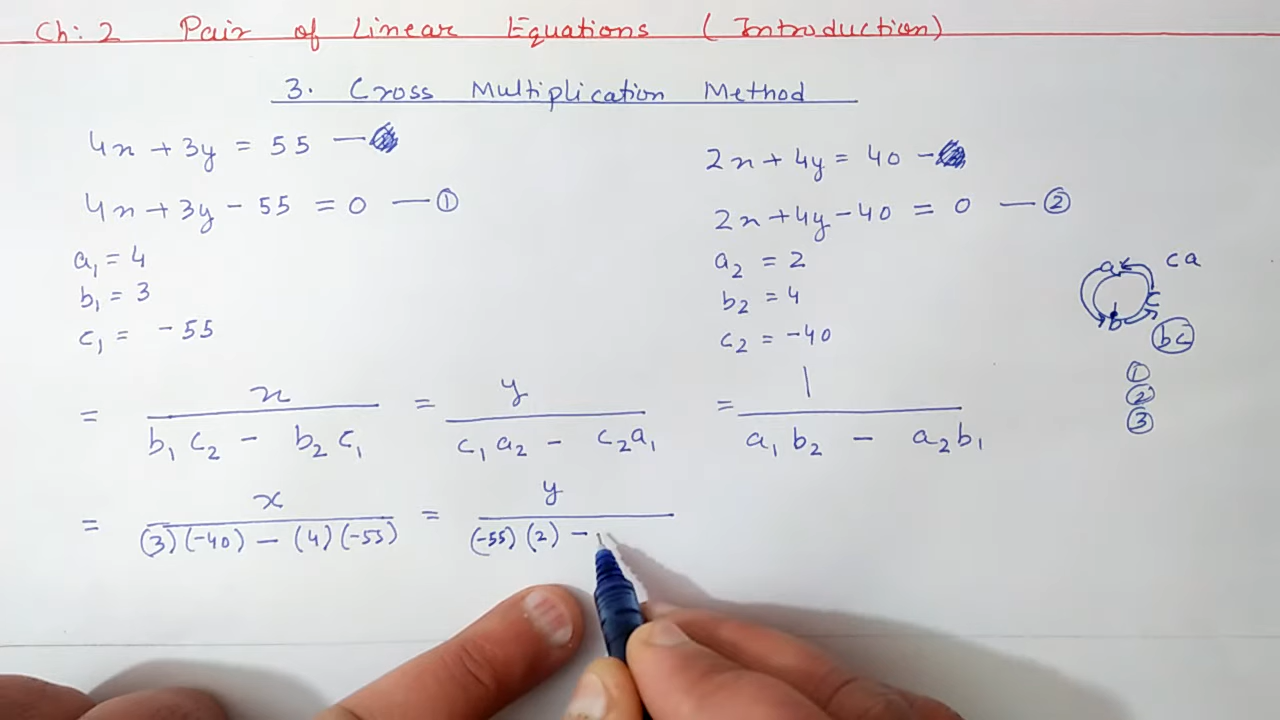 Ch: 2 Pair of Linear Equations (Introduction)
3. Cross Multiplication Method
4x + 3y = 55 —
2x + 4y = 40 —
4x + 3y - 55 = 0 — ①
2x + 4y - 40 = 0 — ②
a₁ = 4
b₁ = 3
c₁ = -55
a₂ = 2
b₂ = 4
c₂ = -40
a
b
c
ca
bc
①
②
③
= x / (b₁c₂ - b₂c₁) = y / (c₁a₂ - c₂a₁) = 1 / (a₁b₂ - a₂b₁)
= x / ((3)(-40) - (4)(-55)) = y / ((-55)(2) -